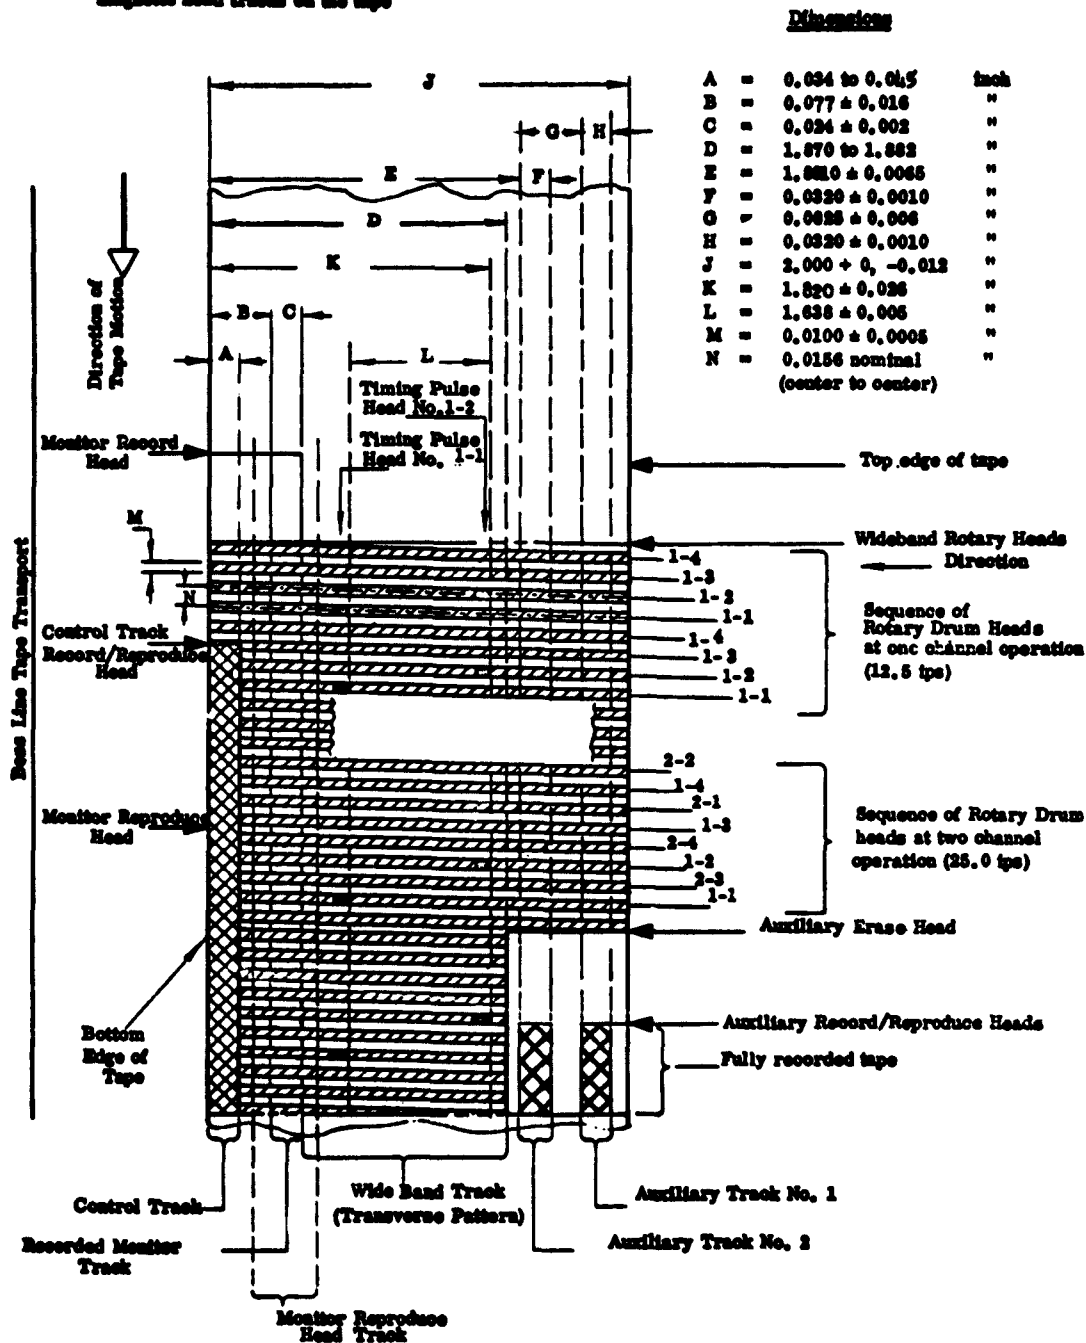 magnetic head tracks on the tape
Dimensions
A = 0.034 to 0.045 inch
B = 0.077 ± 0.016 "
C = 0.024 ± 0.002 "
D = 1.870 to 1.882 "
E = ± 0.0065 "
F = 0.0320 ± 0.0010 "
G = ± 0.006 "
H = 0.0320 ± 0.0010 "
J = 2.000 + 0, -0.012 "
K = 1.820 ± 0.026 "
L = 1.638 ± 0.005 "
M = 0.0100 ± 0.0005 "
N = 0.0156 nominal "
(center to center)
J
G
H
E
F
D
K
B
C
A
L
Direction of
Tape Motion
Timing Pulse
Head No.1-2
Timing Pulse
Head No. 1-1
Monitor Record
Head
Top edge of tape
M
N
Wideband Rotary Heads
Direction
1-4
1-3
1-2
1-1
1-4
1-3
1-2
1-1
Sequence of
Rotary Drum Heads
at one channel operation
(12.5 ips)
Control Track
Record/Reproduce
Head
Base Line Tape Transport
Monitor Reproduce
Head
2-2
1-4
2-1
1-3
2-4
1-2
2-3
1-1
Sequence of Rotary Drum
heads at two channel
operation (25.0 ips)
Auxiliary Erase Head
Auxiliary Record/Reproduce Heads
Fully recorded tape
Bottom
Edge of
Tape
Control Track
Wide Band Track
(Transverse Pattern)
Auxiliary Track No. 1
Auxiliary Track No. 2
Recorded Monitor
Track
Monitor Reproduce
Head Track